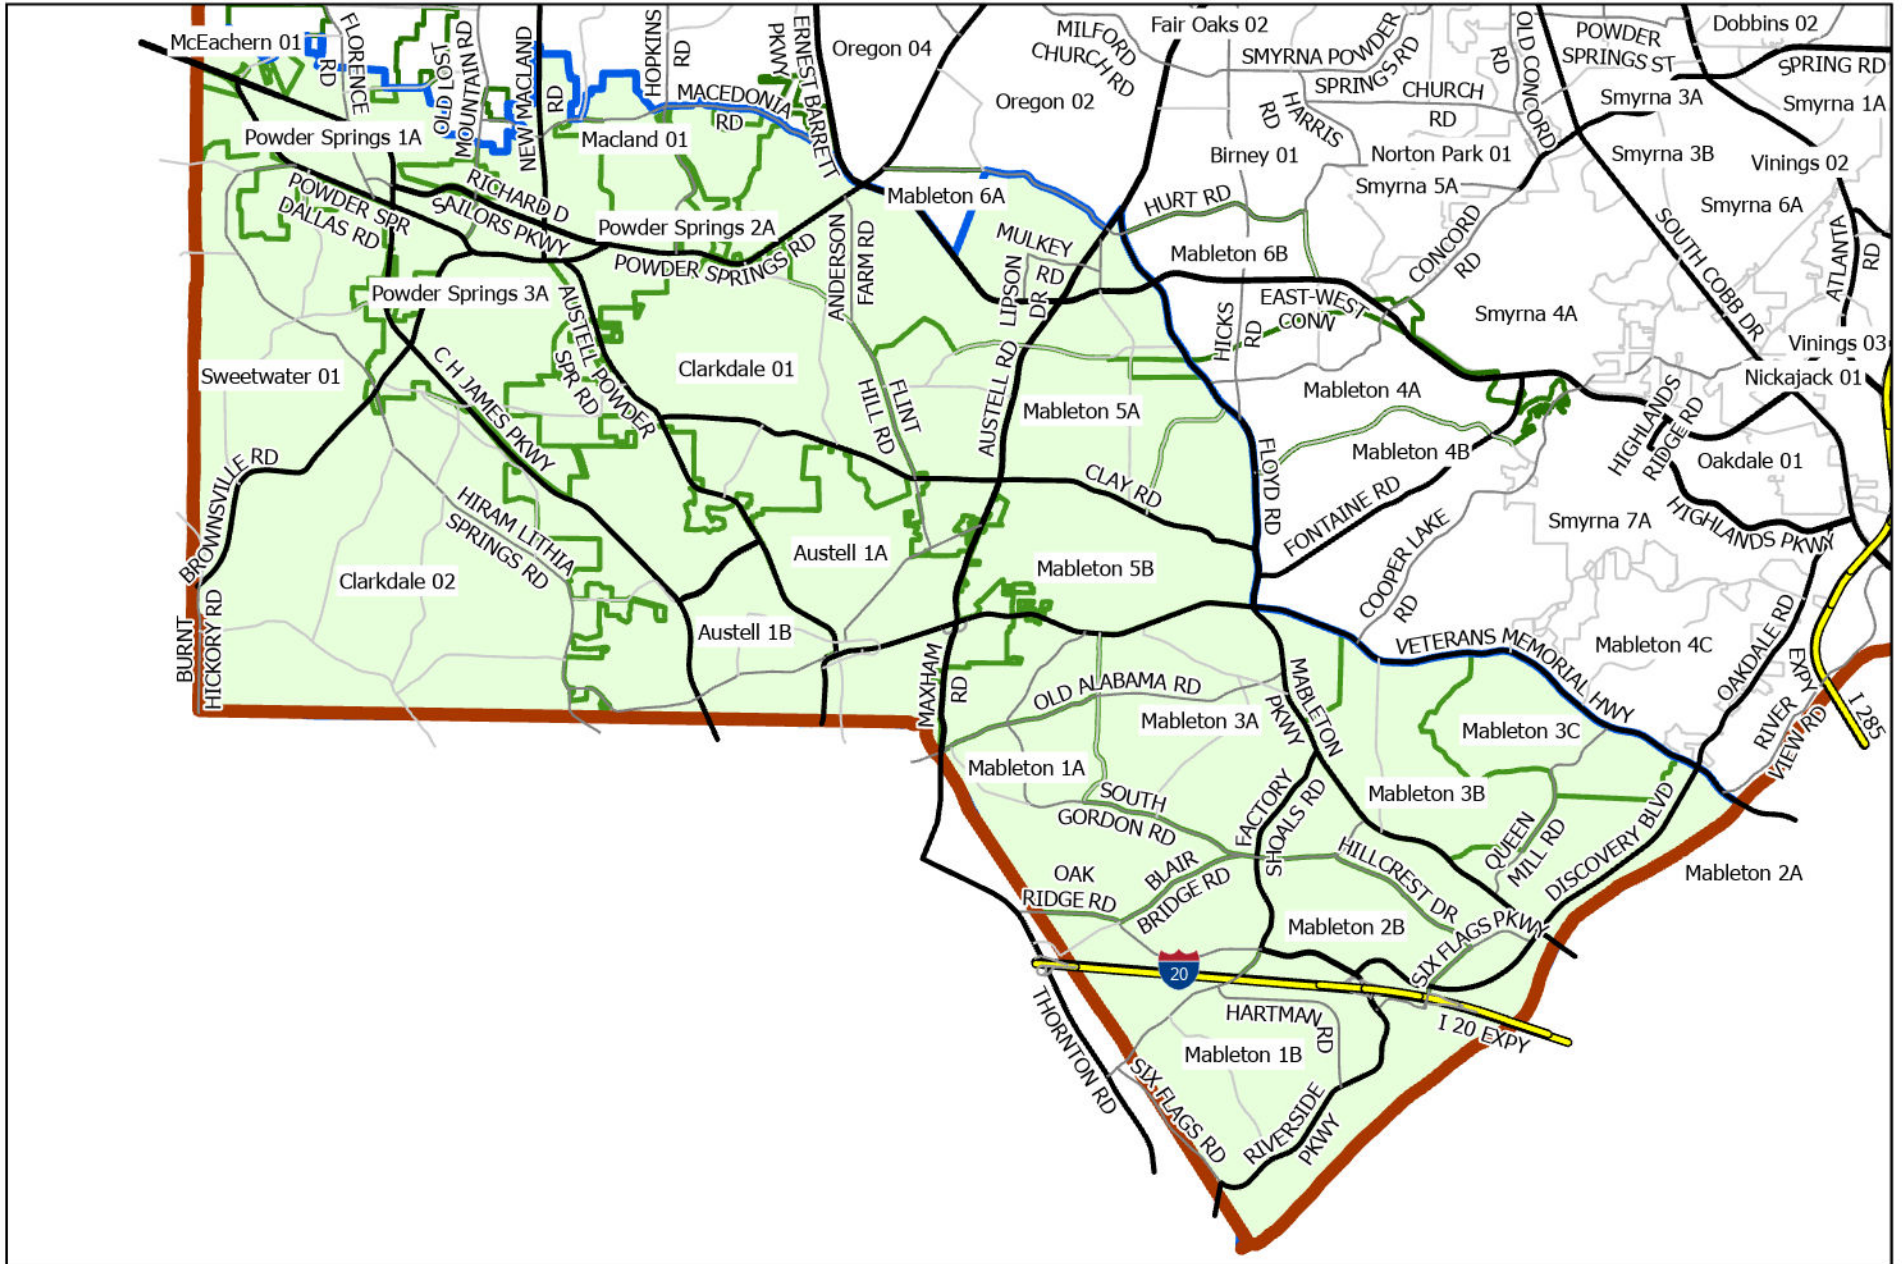 McEachern 01
FLORENCE
RD
OLD LOST
MOUNTAIN RD
NEW MACLAND
RD
HOPKINS
RD
ERNEST BARRETT
PKWY
Oregon 04
MILFORD
CHURCH RD
Fair Oaks 02
SMYRNA POWDER
SPRINGS RD
OLD CONCORD
RD
POWDER
SPRINGS ST
Dobbins 02
SPRING RD
MACEDONIA
RD
Oregon 02
HARRIS
RD
CHURCH
RD
Smyrna 3A
Smyrna 1A
Powder Springs 1A
Macland 01
Birney 01
Norton Park 01
Smyrna 3B
Vinings 02
POWDER SPR
DALLAS RD
RICHARD D
SAILORS PKWY
Mableton 6A
HURT RD
Smyrna 5A
Smyrna 6A
Powder Springs 2A
POWDER SPRINGS RD
ANDERSON
FARM RD
MULKEY
RD
LIPSON
DR
Mableton 6B
CONCORD
RD
SOUTH COBB DR
ATLANTA
RD
Powder Springs 3A
AUSTELL POWDER
SPR RD
EAST-WEST
CONN
HICKS
RD
Smyrna 4A
Vinings 03
Sweetwater 01
C H JAMES PKWY
Clarkdale 01
FLINT
HILL RD
AUSTELL RD
Mableton 5A
Mableton 4A
Nickajack 01
HIGHLANDS
RIDGE RD
Mableton 4B
Oakdale 01
BROWNSVILLE RD
CLAY RD
FLOYD RD
FONTAINE RD
HIRAM LITHIA
SPRINGS RD
COOPER LAKE
RD
Smyrna 7A
HIGHLANDS PKWY
Austell 1A
Mableton 5B
Clarkdale 02
BURNT
HICKORY RD
Austell 1B
VETERANS MEMORIAL HWY
Mableton 4C
OAKDALE RD
EXPY
I 285
RIVER
VIEW RD
MAXHAM
RD
OLD ALABAMA RD
Mableton 3A
MABLETON
PKWY
Mableton 3C
Mableton 1A
SOUTH
GORDON RD
FACTORY
SHOALS RD
Mableton 3B
QUEEN
MILL RD
DISCOVERY BLVD
OAK
RIDGE RD
BLAIR
BRIDGE RD
HILLCREST DR
Mableton 2A
Mableton 2B
SIX FLAGS PKWY
20
THORNTON RD
HARTMAN
RD
I 20 EXPY
Mableton 1B
SIX FLAGS RD
RIVERSIDE
PKWY